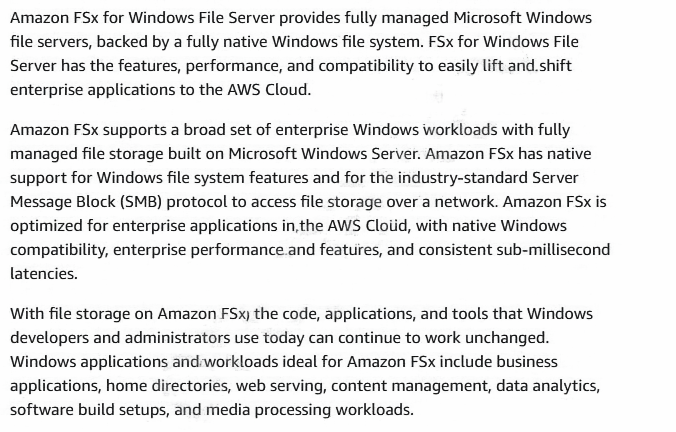 Amazon FSx for Windows File Server provides fully managed Microsoft Windows
file servers, backed by a fully native Windows file system. FSx for Windows File
Server has the features, performance, and compatibility to easily lift and shift
enterprise applications to the AWS Cloud.
Amazon FSx supports a broad set of enterprise Windows workloads with fully
managed file storage built on Microsoft Windows Server. Amazon FSx has native
support for Windows file system features and for the industry-standard Server
Message Block (SMB) protocol to access file storage over a network. Amazon FSx is
optimized for enterprise applications in the AWS Cloud, with native Windows
compatibility, enterprise performance and features, and consistent sub-millisecond
latencies.
With file storage on Amazon FSx, the code, applications, and tools that Windows
developers and administrators use today can continue to work unchanged.
Windows applications and workloads ideal for Amazon FSx include business
applications, home directories, web serving, content management, data analytics,
software build setups, and media processing workloads.